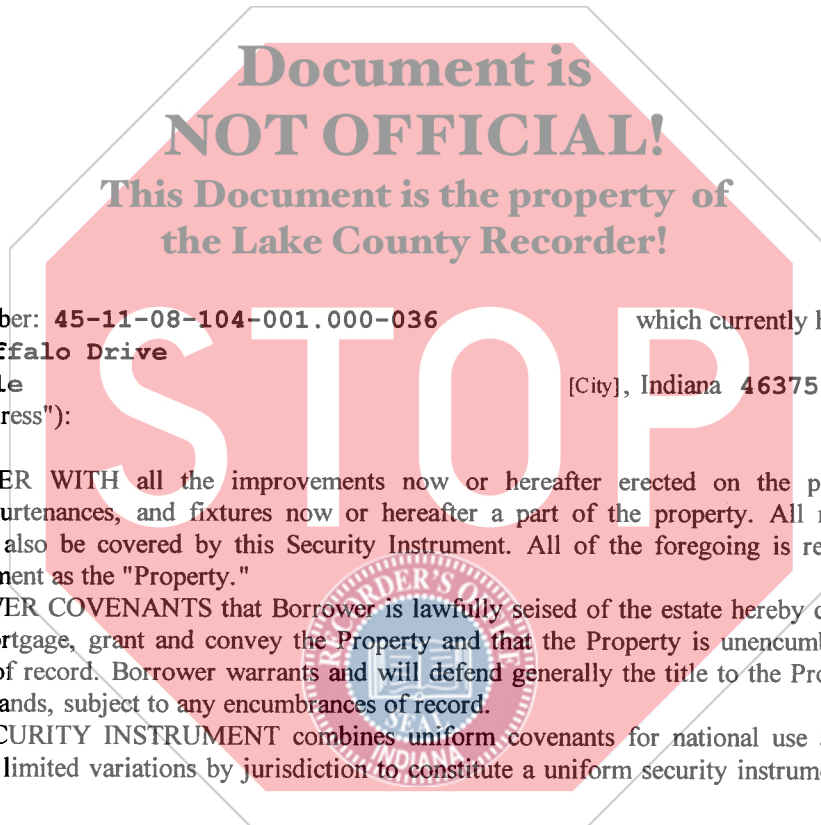 Document is
NOT OFFICIAL!
This Document is the property of
the Lake County Recorder!
STOP
ber: 45-11-08-104-001.000-036 which currently h
ffalo Drive
le [City], Indiana 46375
ress"):
ER WITH all the improvements now or hereafter erected on the p
urtenances, and fixtures now or hereafter a part of the property. All r
also be covered by this Security Instrument. All of the foregoing is re
ment as the "Property."
VER COVENANTS that Borrower is lawfully seised of the estate hereby c
rtgage, grant and convey the Property and that the Property is unencumb
of record. Borrower warrants and will defend generally the title to the Pro
ands, subject to any encumbrances of record.
CURITY INSTRUMENT combines uniform covenants for national use
limited variations by jurisdiction to constitute a uniform security instrume
RECORDER'S OFFICE
SEAL
INDIANA